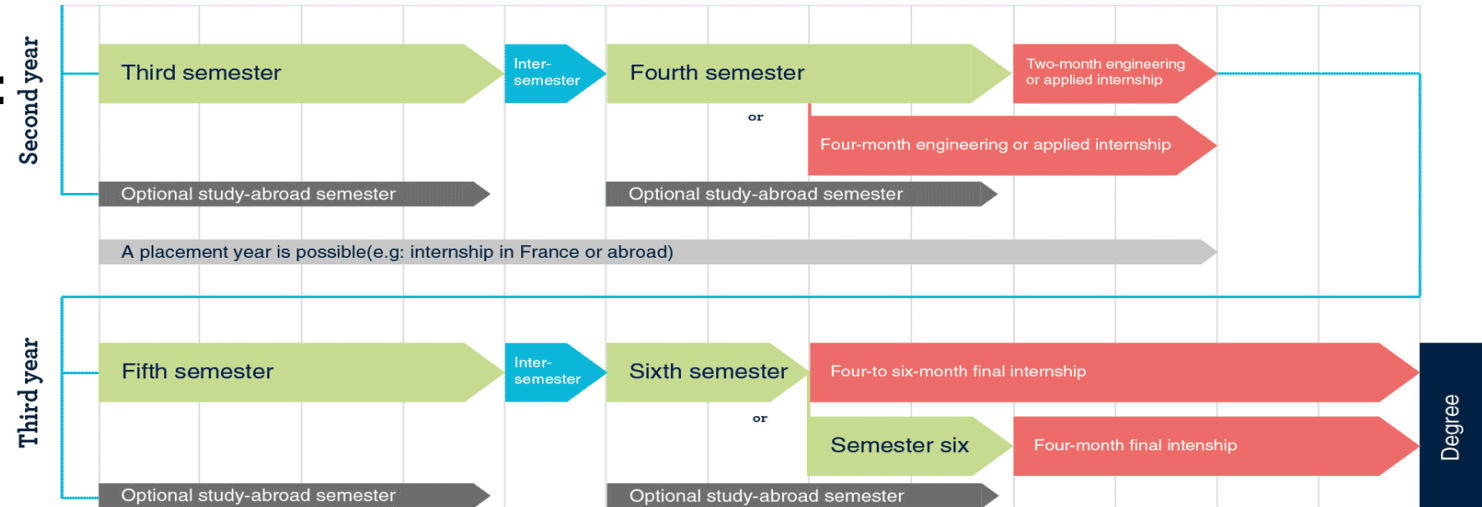 Second year
Third semester
Inter-
semester
Fourth semester
Two-month engineering
or applied internship
or
Four-month engineering or applied internship
Optional study-abroad semester
Optional study-abroad semester
A placement year is possible(e.g: internship in France or abroad)
Third year
Fifth semester
Inter-
semester
Sixth semester
Four-to six-month final internship
or
Semester six
Four-month final intenship
Degree
Optional study-abroad semester
Optional study-abroad semester